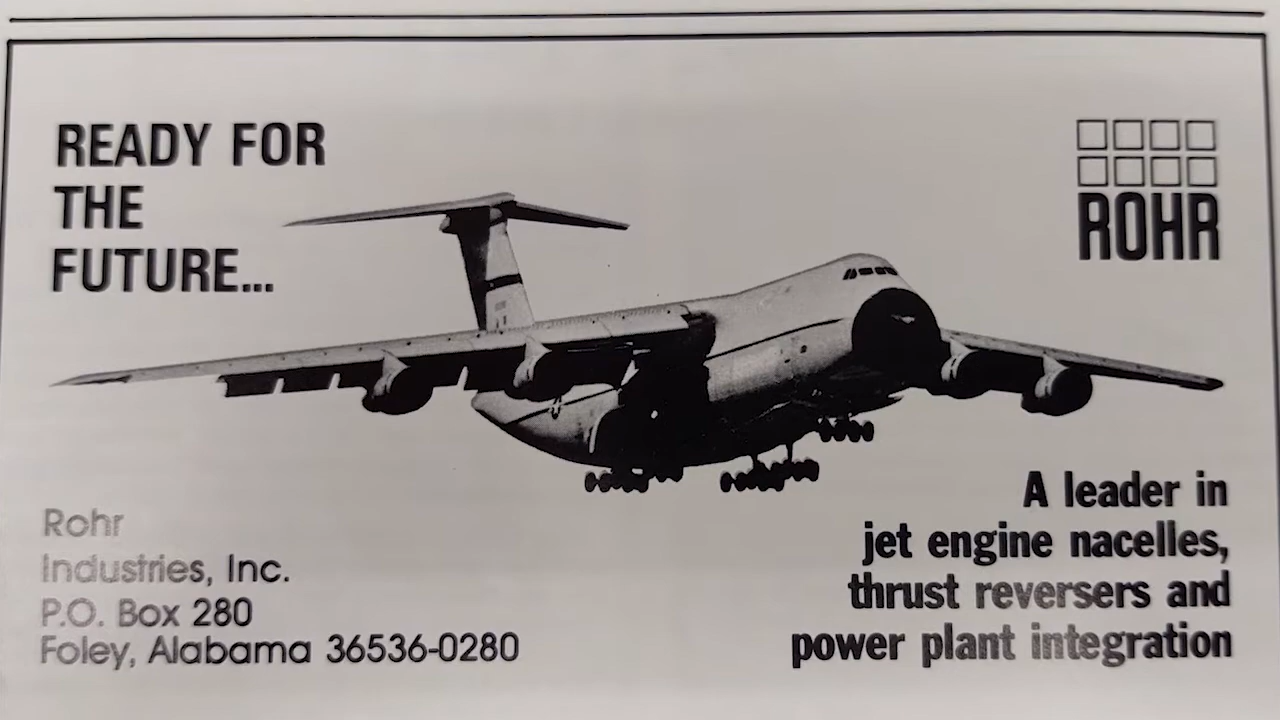 READY FOR
THE
FUTURE...
ROHR
Rohr
Industries, Inc.
P.O. Box 280
Foley, Alabama 36536-0280
A leader in
jet engine nacelles,
thrust reversers and
power plant integration